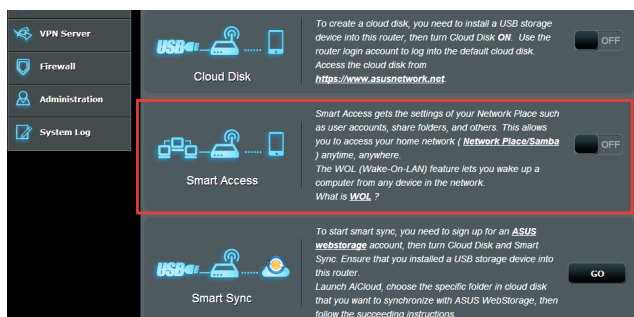 VPN Server
Firewall
Administration
System Log
USB
Cloud Disk
To create a cloud disk, you need to install a USB storage
device into this router, then turn Cloud Disk ON. Use the
router login account to log into the default cloud disk.
Access the cloud disk from
https://www.asusnetwork.net.
OFF
Smart Access
Smart Access gets the settings of your Network Place such
as user accounts, share folders, and others. This allows
you to access your home network ( Network Place/Samba
) anytime, anywhere.
The WOL (Wake-On-LAN) feature lets you wake up a
computer from any device in the network.
What is WOL ?
OFF
USB
Smart Sync
To start smart sync, you need to sign up for an ASUS
webstorage account, then turn Cloud Disk and Smart
Sync. Ensure that you installed a USB storage device into
this router.
Launch AiCloud, choose the specific folder in cloud disk
that you want to synchronize with ASUS WebStorage, then
follow the succeeding instructions
GO